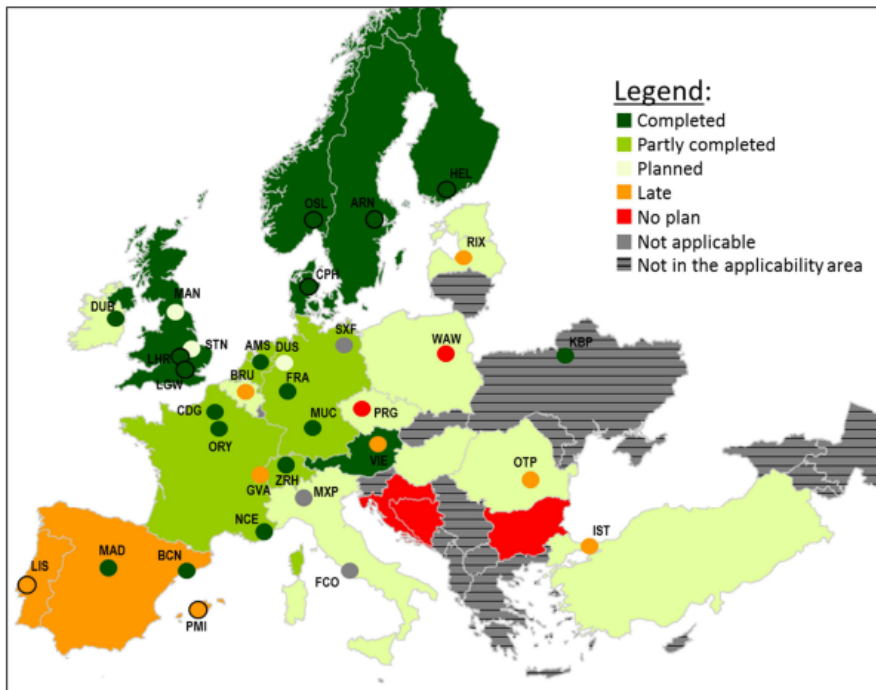 Legend:
Completed
Partly completed
Planned
Late
No plan
Not applicable
Not in the applicability area
HEL
OSL
ARN
RIX
CPH
DUB
MAN
SXF
WAW
STN
AMS
DUS
KBP
LHR
BRU
LGW
FRA
CDG
PRG
MUC
ORY
VIE
OTP
GVA
ZRH
MXP
NCE
IST
MAD
BCN
LIS
FCO
PMI